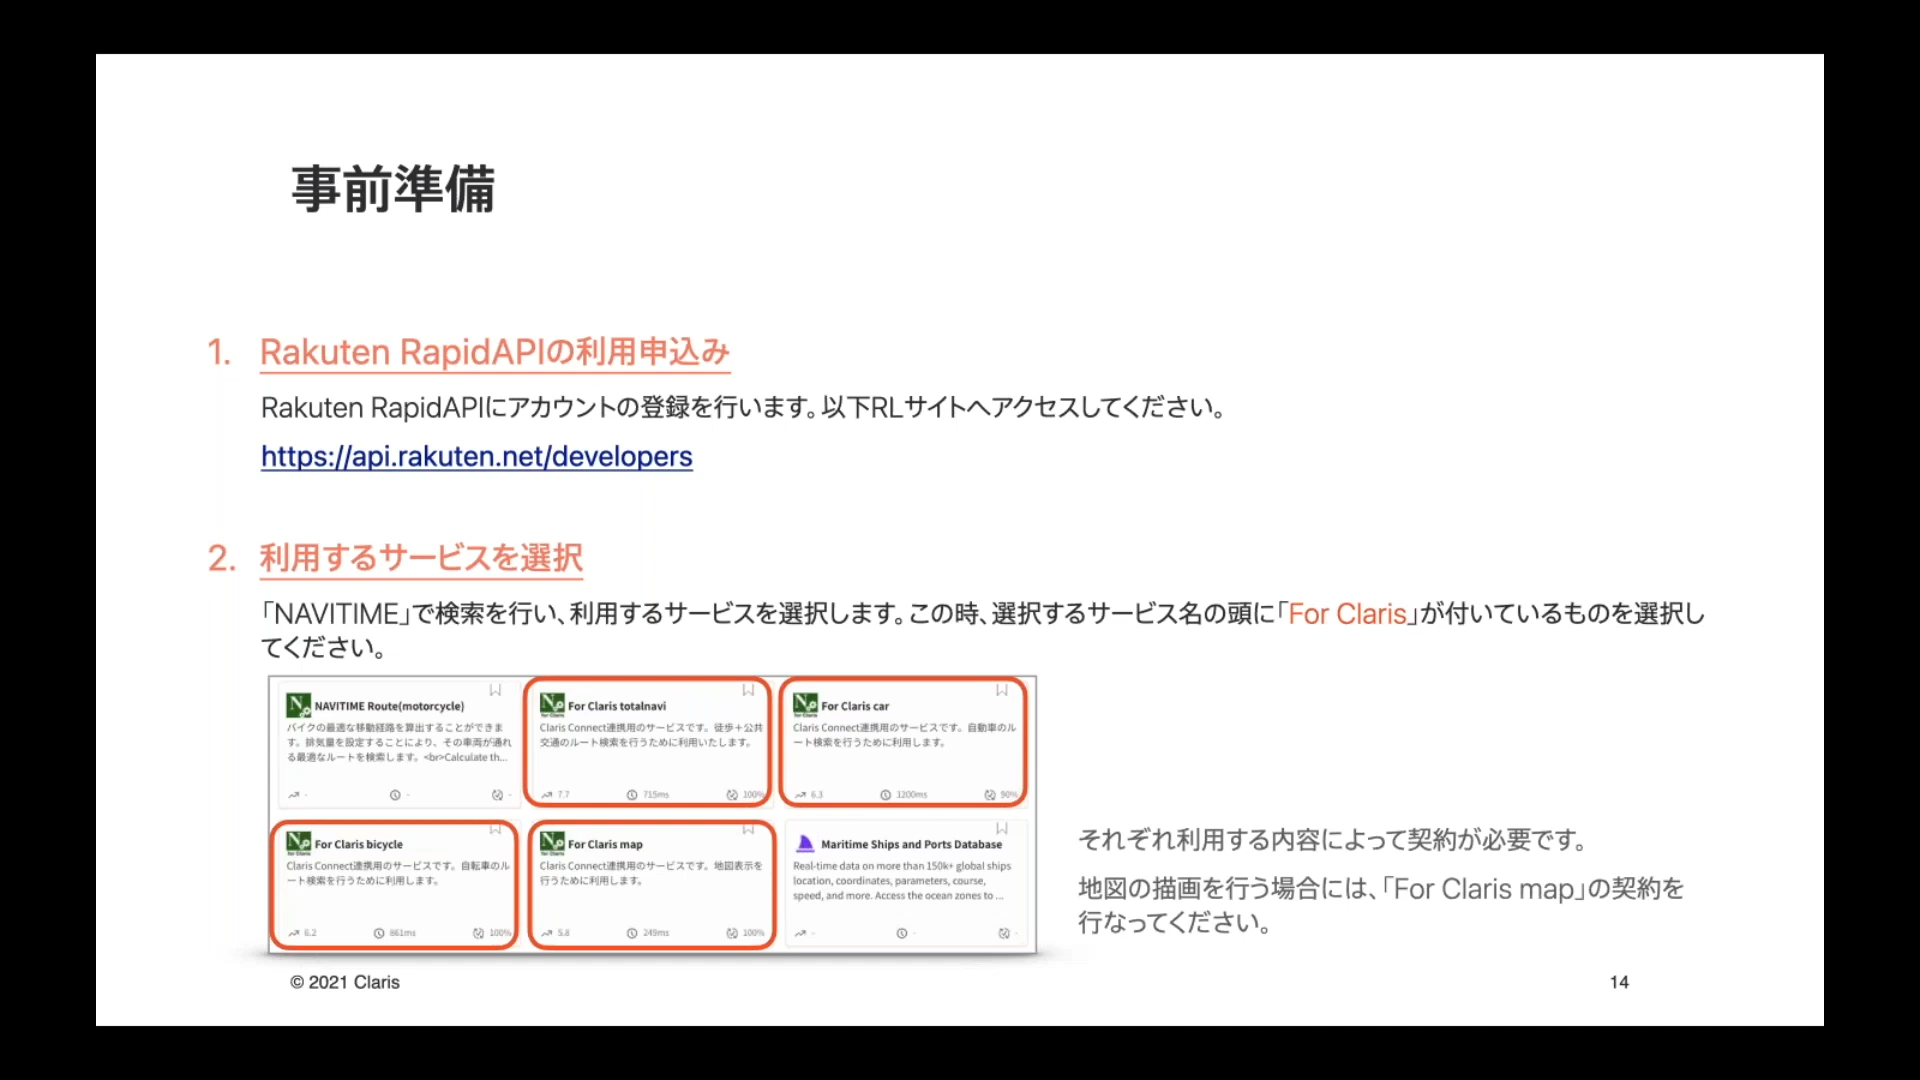 事前準備
1. Rakuten RapidAPIの利用申込み
Rakuten RapidAPIにアカウントの登録を行います。以下RLサイトへアクセスしてください。
https://api.rakuten.net/developers
2. 利用するサービスを選択
「NAVITIME」で検索を行い、利用するサービスを選択します。この時、選択するサービス名の頭に「For Claris」が付いているものを選択し
てください。
NAVITIME Route(motorcycle)
バイクの最適な移動経路を算出することができま
す。排気量を設定することにより、その車両が通れ
る最適なルートを検索します。<br>Calculate th...
- - -
For Claris totalnavi
Claris Connect連携用のサービスです。徒歩＋公共
交通のルート検索を行うために利用いたします。
7.7 715ms 100%
For Claris car
Claris Connect連携用のサービスです。自動車のル
ート検索を行うために利用します。
6.3 1200ms 90%
For Claris bicycle
Claris Connect連携用のサービスです。自転車のル
ート検索を行うために利用します。
6.2 861ms 100%
For Claris map
Claris Connect連携用のサービスです。地図表示を
行うために利用します。
5.8 249ms 100%
Maritime Ships and Ports Database
Real-time data on more than 150k+ global ships
location, coordinates, parameters, course,
speed, and more. Access the ocean zones to ...
- - -
それぞれ利用する内容によって契約が必要です。
地図の描画を行う場合には、「For Claris map」の契約を
行なってください。
© 2021 Claris
14